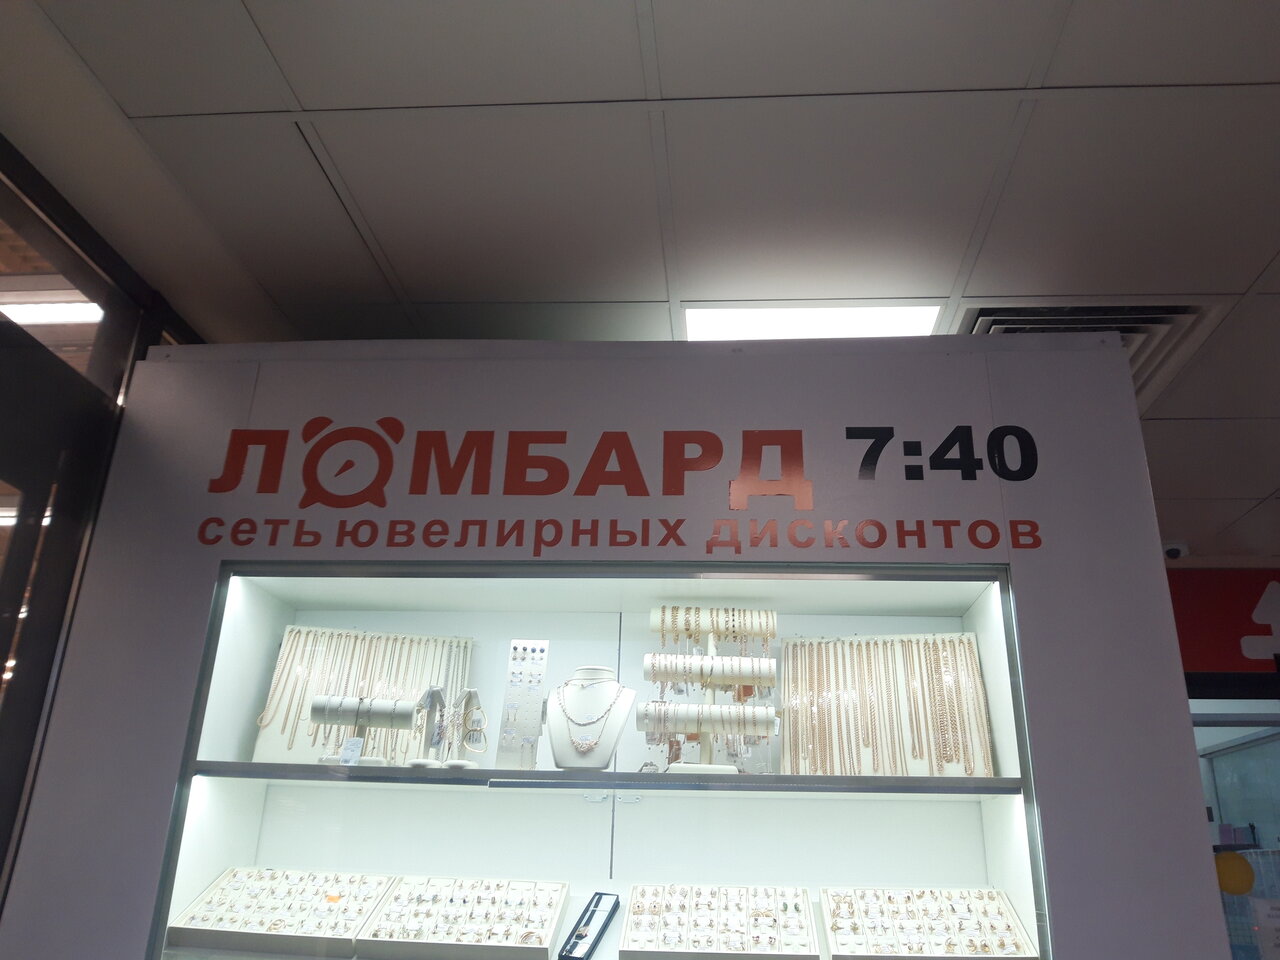 ЛОМБАРД 7:40
сеть ювелирных дисконтов